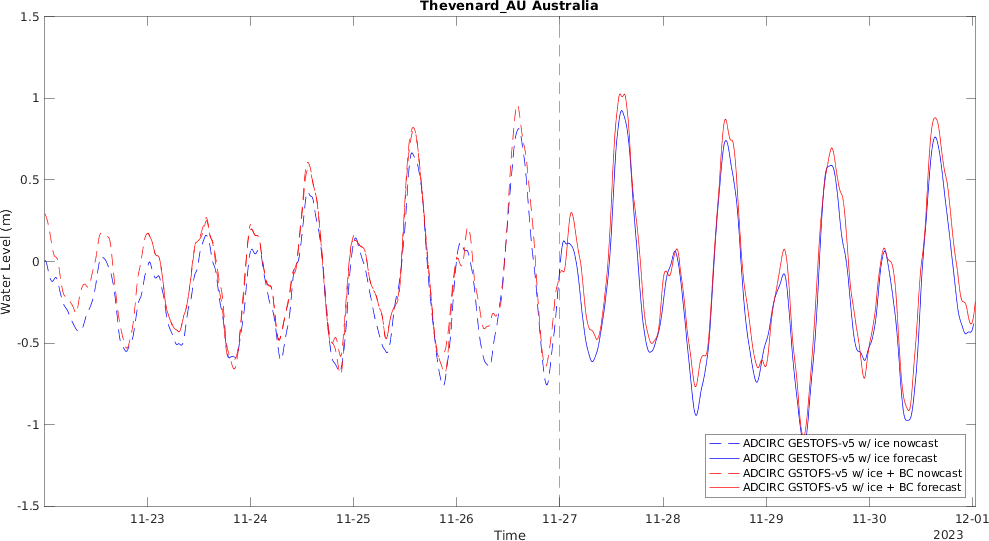 Thevenard_AU Australia
Water Level (m)
1.5
1
0.5
0
-0.5
-1
-1.5
11-23
11-24
11-25
11-26
11-27
11-28
11-29
11-30
12-01
Time
2023
ADCIRC GESTOFS-v5 w/ ice nowcast
ADCIRC GESTOFS-v5 w/ ice forecast
ADCIRC GSTOFS-v5 w/ ice + BC nowcast
ADCIRC GSTOFS-v5 w/ ice + BC forecast